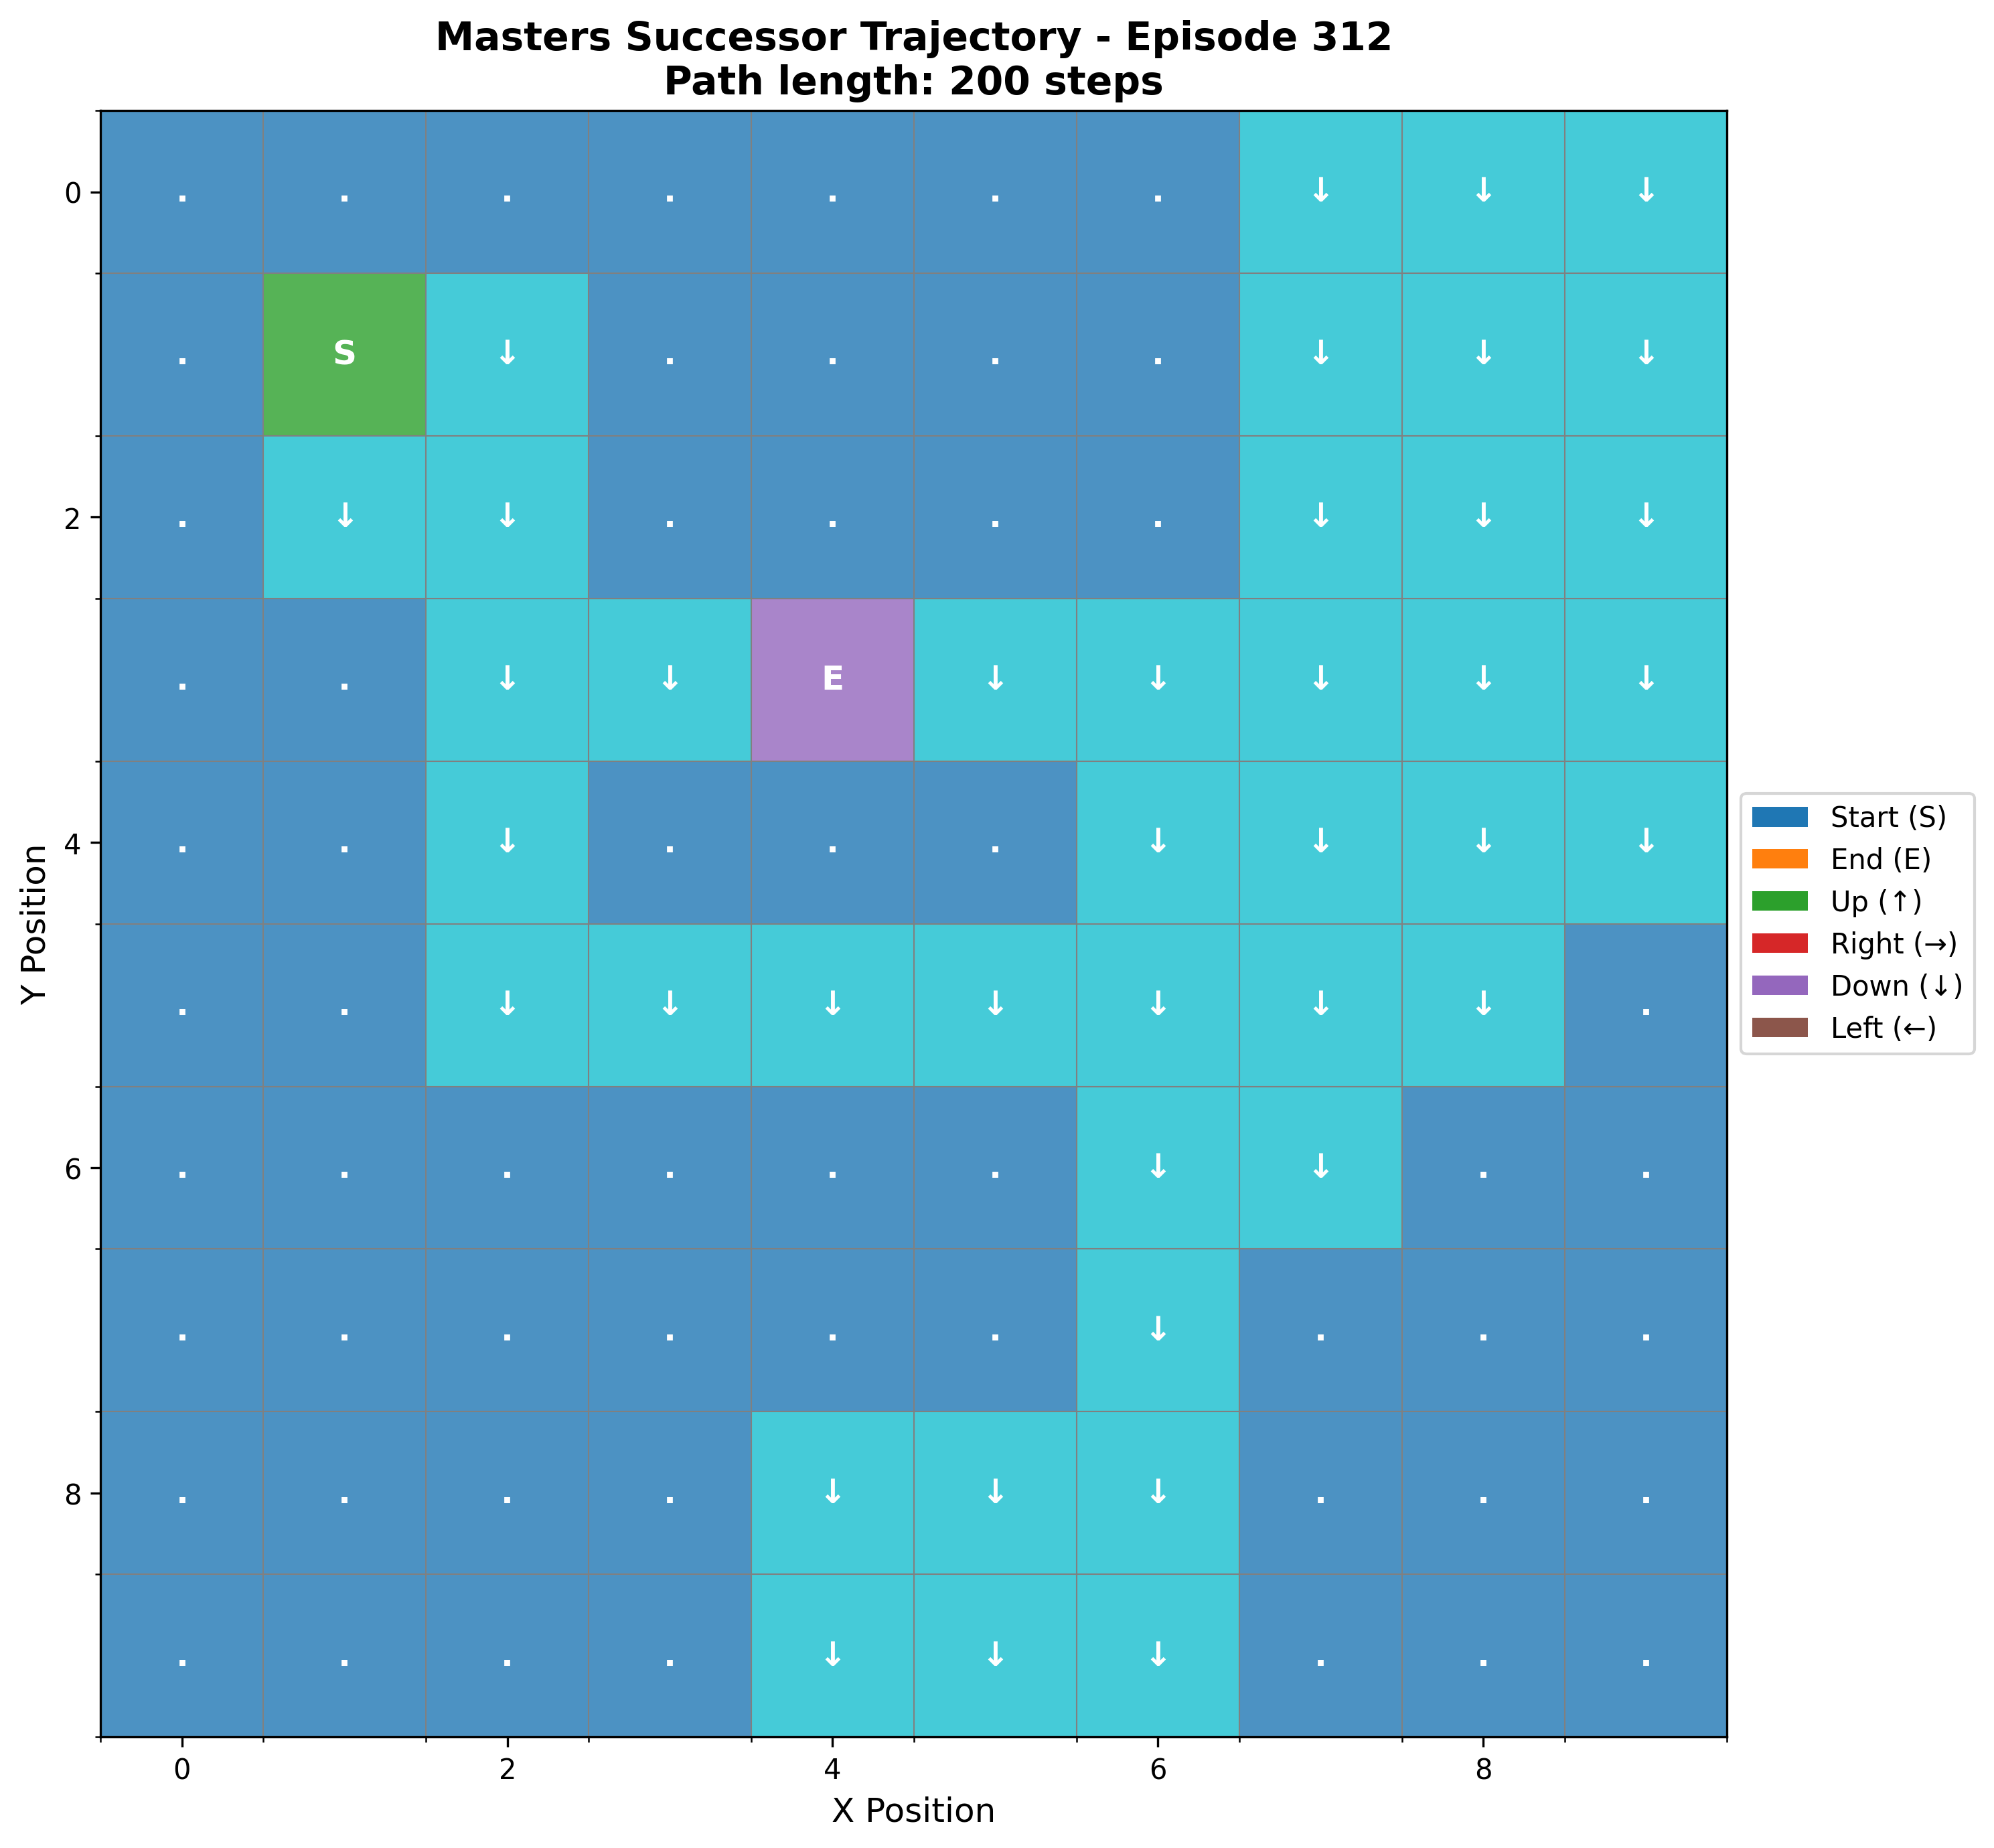 Masters Successor Trajectory - Episode 312
Path length: 200 steps
0 . . . . . . . ↓ ↓ ↓
. S ↓ . . . . ↓ ↓ ↓
2 . ↓ ↓ . . . . ↓ ↓ ↓
. . ↓ ↓ E ↓ ↓ ↓ ↓ ↓
4 . . ↓ . . . ↓ ↓ ↓ ↓
. . ↓ ↓ ↓ ↓ ↓ ↓ ↓ .
6 . . . . . . ↓ ↓ . .
. . . . . . ↓ . . .
8 . . . . ↓ ↓ ↓ . . .
. . . . ↓ ↓ ↓ . . .
0 2 4 6 8
X Position
Y Position
Start (S)
End (E)
Up (↑)
Right (→)
Down (↓)
Left (←)